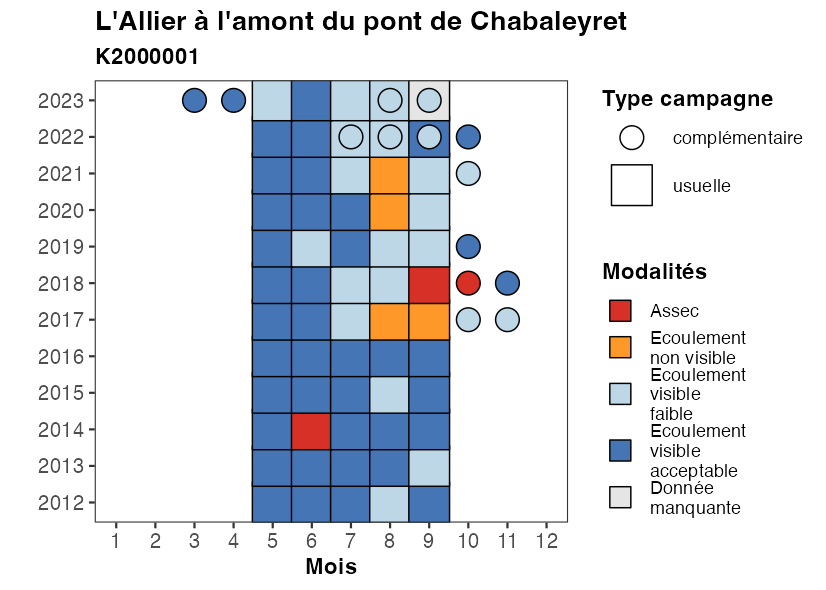 L'Allier à l'amont du pont de Chabaleyret
K2000001
2023
2022
2021
2020
2019
2018
2017
2016
2015
2014
2013
2012
1 2 3 4 5 6 7 8 9 10 11 12
Mois
Type campagne
complémentaire
usuelle
Modalités
Assec
Ecoulement
non visible
Ecoulement
visible
faible
Ecoulement
visible
acceptable
Donnée
manquante